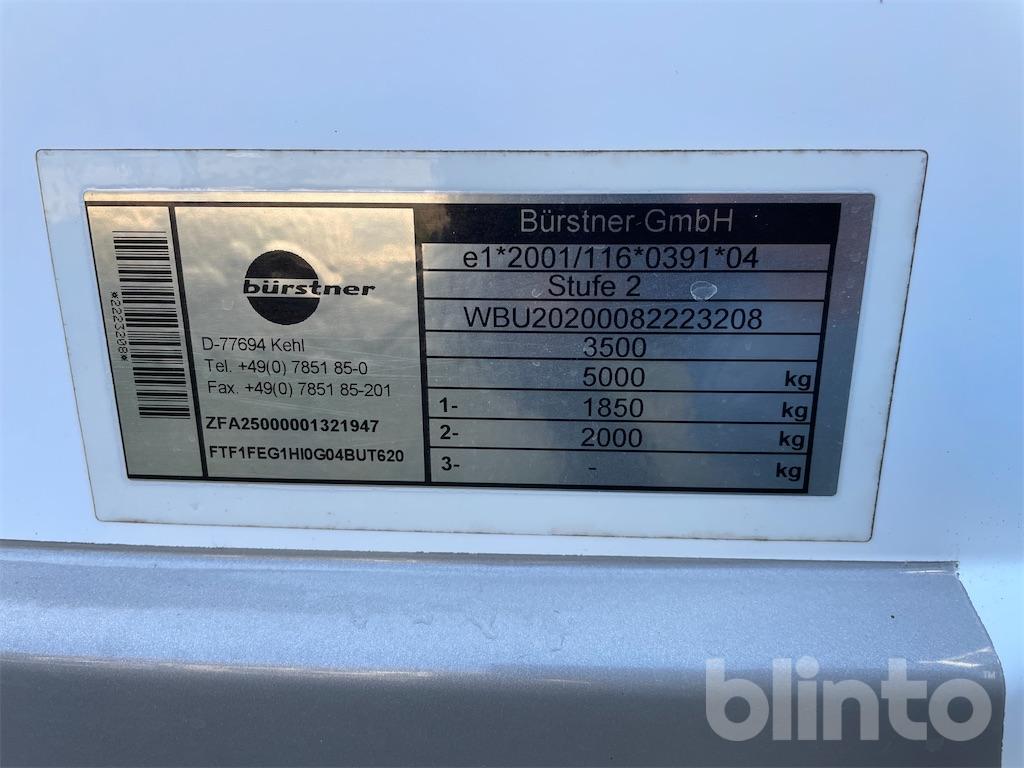 *2223208*
bürstner
D-77694 Kehl
Tel. +49(0) 7851 85-0
Fax. +49(0) 7851 85-201
ZFA25000001321947
FTF1FEG1HI0G04BUT620
Bürstner GmbH
e1*2001/116*0391*04
Stufe 2
WBU20200082223208
3500
5000 kg
1- 1850 kg
2- 2000 kg
3- - kg
blinto™